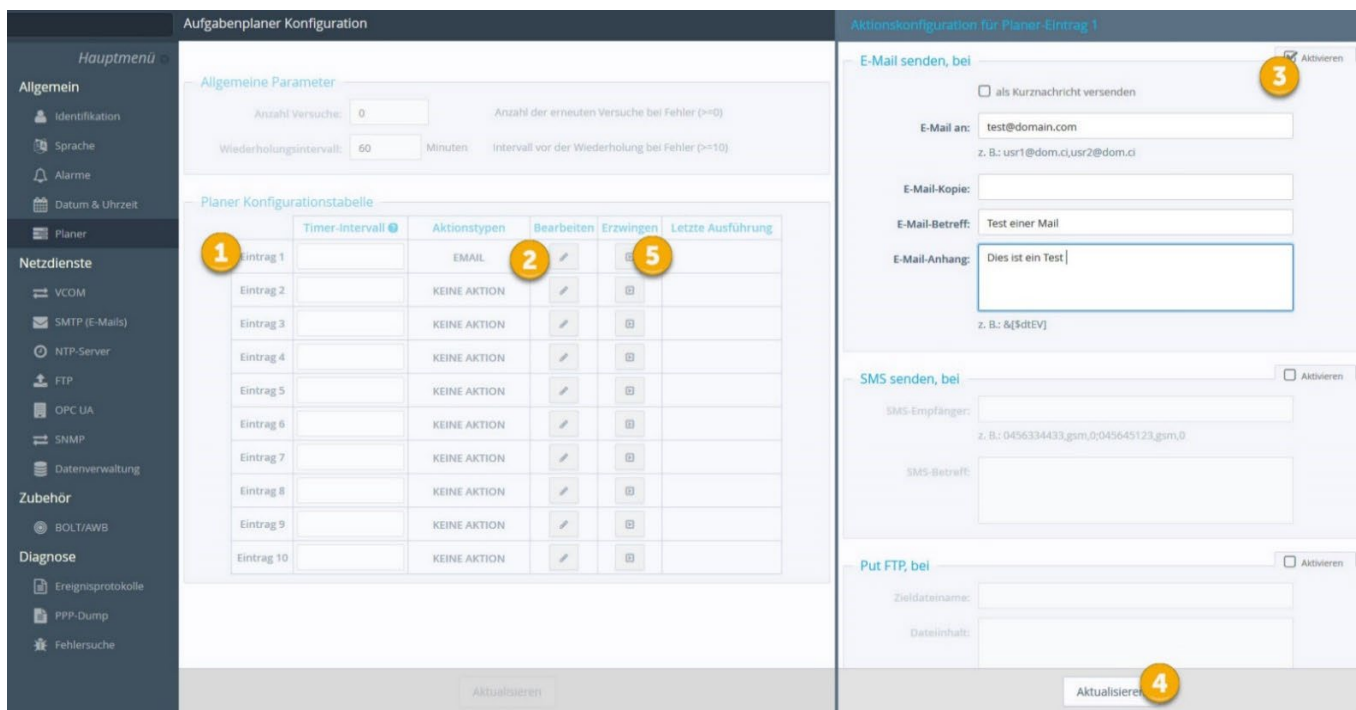 Aufgabenplaner Konfiguration
Hauptmenü
Allgemein
Identifikation
Sprache
Alarme
Datum & Uhrzeit
Planer
Netzdienste
VCOM
SMTP (E-Mails)
NTP-Server
FTP
OPC UA
SNMP
Datenverwaltung
Zubehör
BOLT/AWB
Diagnose
Ereignisprotokolle
PPP-Dump
Fehlersuche
Allgemeine Parameter
Anzahl Versuche: 0 Anzahl der erneuten Versuche bei Fehler (>=0)
Wiederholungsintervall: 60 Minuten Intervall vor der Wiederholung bei Fehler (>=10)
Planer Konfigurationstabelle
Timer-Intervall Aktionstypen Bearbeiten Erzwingen Letzte Ausführung
1 Eintrag 1 EMAIL 2 5
Eintrag 2 KEINE AKTION
Eintrag 3 KEINE AKTION
Eintrag 4 KEINE AKTION
Eintrag 5 KEINE AKTION
Eintrag 6 KEINE AKTION
Eintrag 7 KEINE AKTION
Eintrag 8 KEINE AKTION
Eintrag 9 KEINE AKTION
Eintrag 10 KEINE AKTION
Aktualisieren
Aktionskonfiguration für Planer-Eintrag 1
E-Mail senden, bei 3 Aktivieren
als Kurznachricht versenden
E-Mail an: test@domain.com
z. B.: usr1@dom.ci,usr2@dom.ci
E-Mail-Kopie:
E-Mail-Betreff: Test einer Mail
E-Mail-Anhang: Dies ist ein Test
z. B.: &[$dtEV]
SMS senden, bei Aktivieren
SMS-Empfänger:
z. B.: 0456334433,gsm,0;045645123,gsm,0
SMS-Betreff:
Put FTP, bei Aktivieren
Zieldateiname:
Dateiinhalt:
Aktualisieren 4